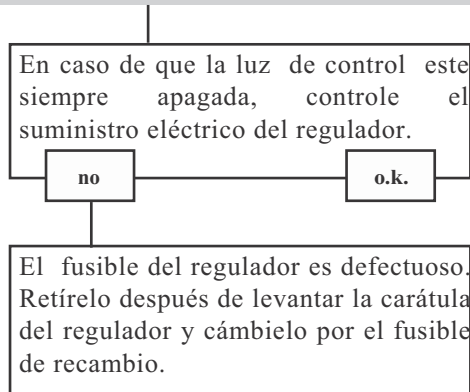 En caso de que la luz de control este
siempre apagada, controle el
suministro eléctrico del regulador.
no o.k.
El fusible del regulador es defectuoso.
Retírelo después de levantar la carátula
del regulador y cámbielo por el fusible
de recambio.